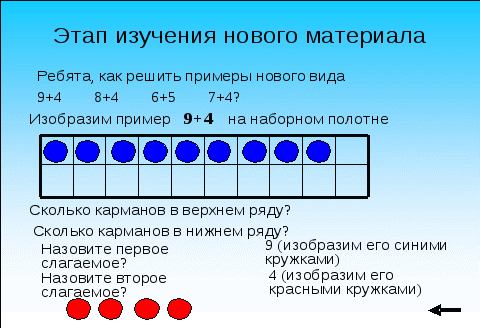 Этап изучения нового материала
Ребята, как решить примеры нового вида
9+4 8+4 6+5 7+4?
Изобразим пример 9+4 на наборном полотне
Сколько карманов в верхнем ряду?
Сколько карманов в нижнем ряду?
Назовите первое
слагаемое?
Назовите второе
слагаемое?
9 (изобразим его синими
кружками)
4 (изобразим его
красными кружками)